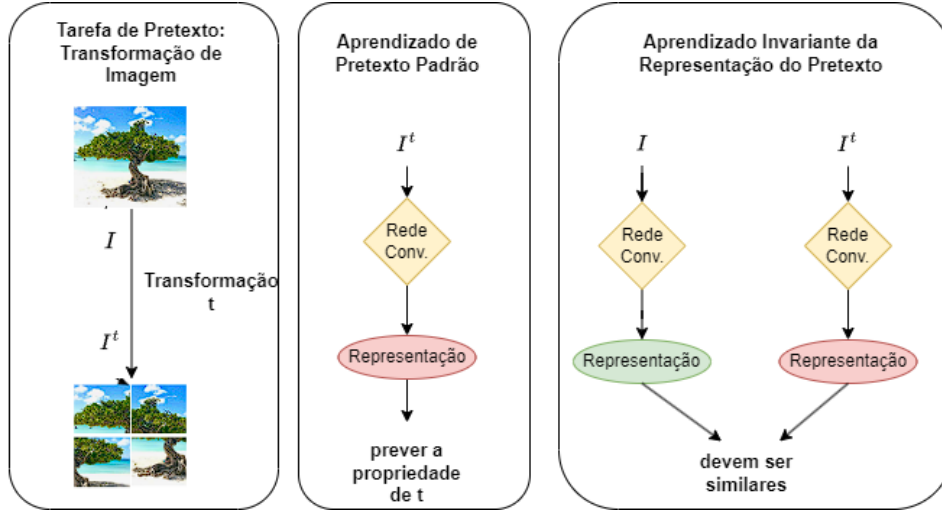 Tarefa de Pretexto:
Transformação de
Imagem
I
Transformação
t
I^t
Aprendizado de
Pretexto Padrão
I^t
Rede
Conv.
Representação
prever a
propriedade
de t
Aprendizado Invariante da
Representação do Pretexto
I
I^t
Rede
Conv.
Rede
Conv.
Representação
Representação
devem ser
similares